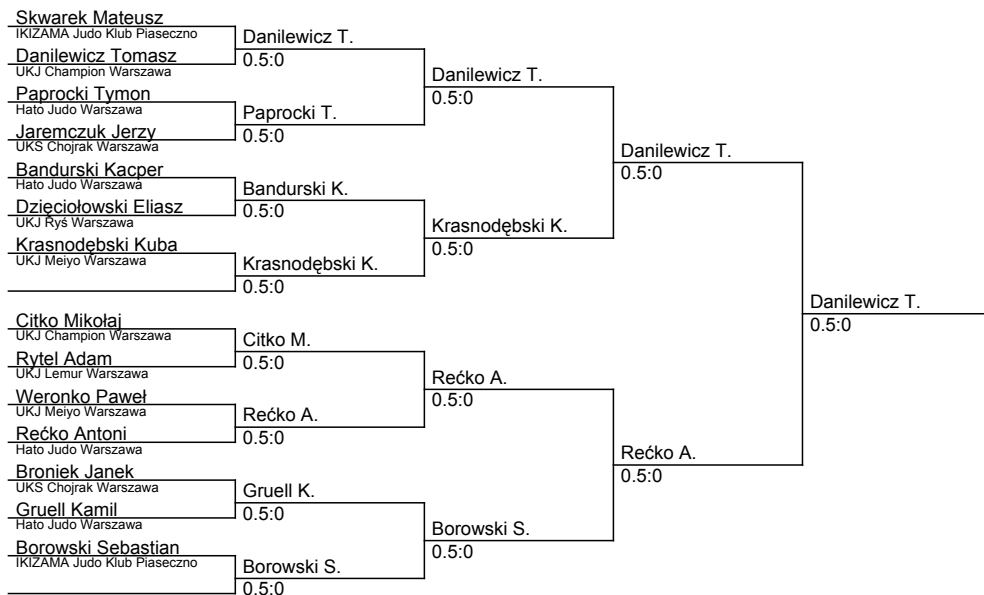 Skwarek Mateusz
IKIZAMA Judo Klub Piaseczno
Danilewicz Tomasz
UKJ Champion Warszawa
Paprocki Tymon
Hato Judo Warszawa
Jaremczuk Jerzy
UKS Chojrak Warszawa
Bandurski Kacper
Hato Judo Warszawa
Dzięciołowski Eliasz
UKJ Ryś Warszawa
Krasnodębski Kuba
UKJ Meiyo Warszawa
Citko Mikołaj
UKJ Champion Warszawa
Rytel Adam
UKJ Lemur Warszawa
Weronko Paweł
UKJ Meiyo Warszawa
Rećko Antoni
Hato Judo Warszawa
Broniek Janek
UKS Chojrak Warszawa
Gruell Kamil
Hato Judo Warszawa
Borowski Sebastian
IKIZAMA Judo Klub Piaseczno
Danilewicz T.
0.5:0
Paprocki T.
0.5:0
Bandurski K.
0.5:0
Krasnodębski K.
0.5:0
Citko M.
0.5:0
Rećko A.
0.5:0
Gruell K.
0.5:0
Borowski S.
0.5:0
Danilewicz T.
0.5:0
Krasnodębski K.
0.5:0
Rećko A.
0.5:0
Borowski S.
0.5:0
Danilewicz T.
0.5:0
Rećko A.
0.5:0
Danilewicz T.
0.5:0